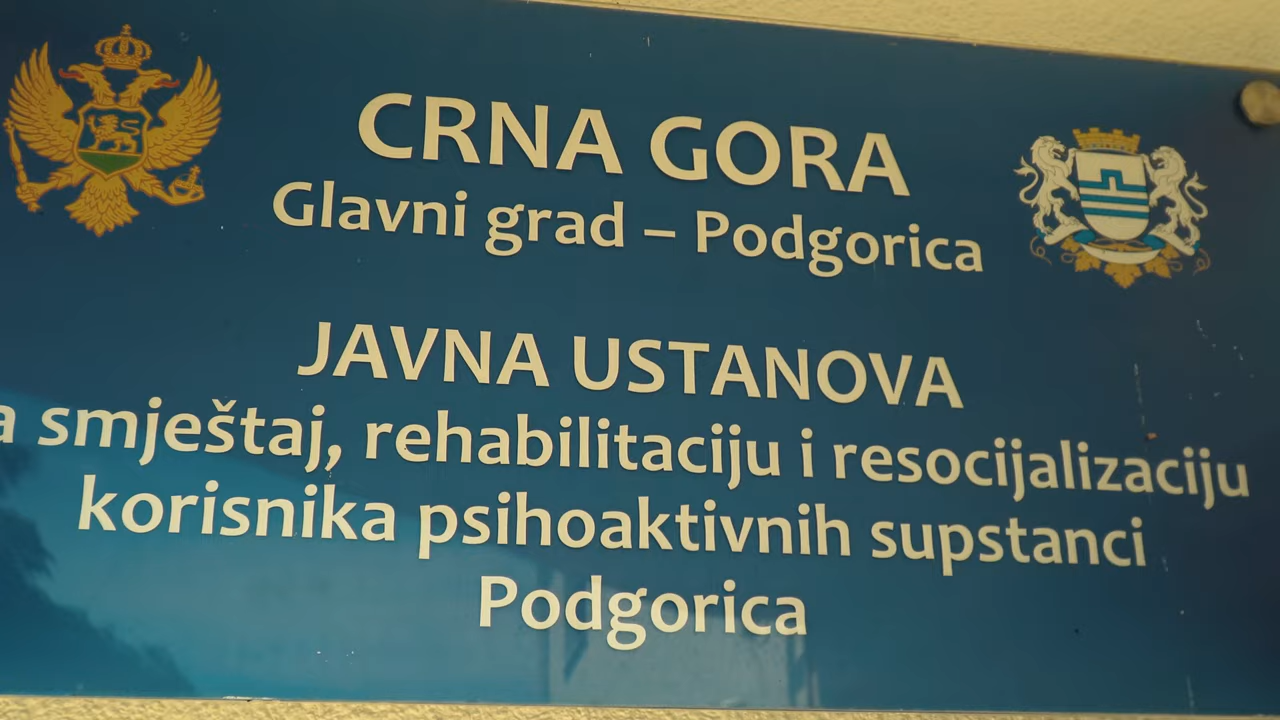 CRNA GORA
Glavni grad – Podgorica
JAVNA USTANOVA
a smještaj, rehabilitaciju i resocijalizaciju
korisnika psihoaktivnih supstanci
Podgorica